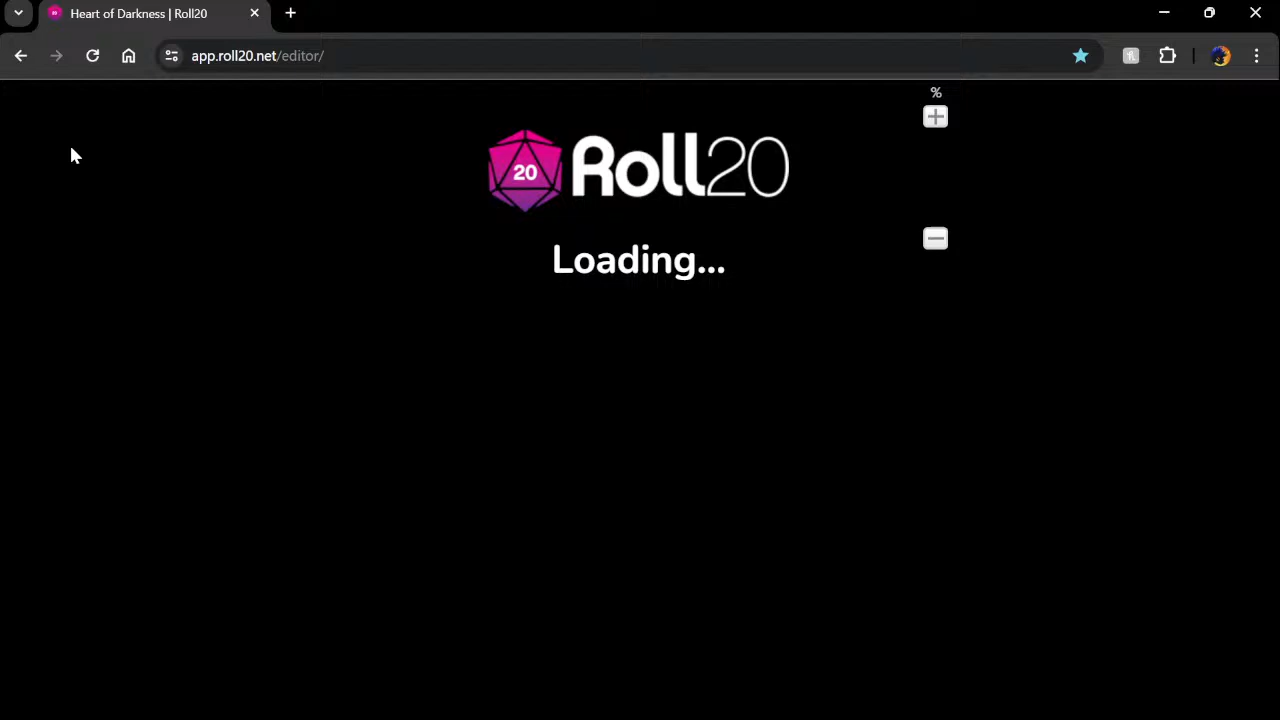 Heart of Darkness | Roll20
app.roll20.net/editor/
%
20 Roll20
Loading...